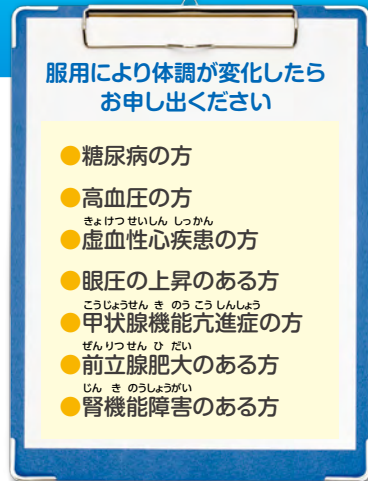 服用により体調が変化したら
お申し出ください
●糖尿病の方
●高血圧の方
きょけつせいしん しっかん
●虚血性心疾患の方
●眼圧の上昇のある方
こうじょうせん き のう こう しんしょう
●甲状腺機能亢進症の方
ぜんりつせん ひ だい
●前立腺肥大のある方
じん き のうしょうがい
●腎機能障害のある方